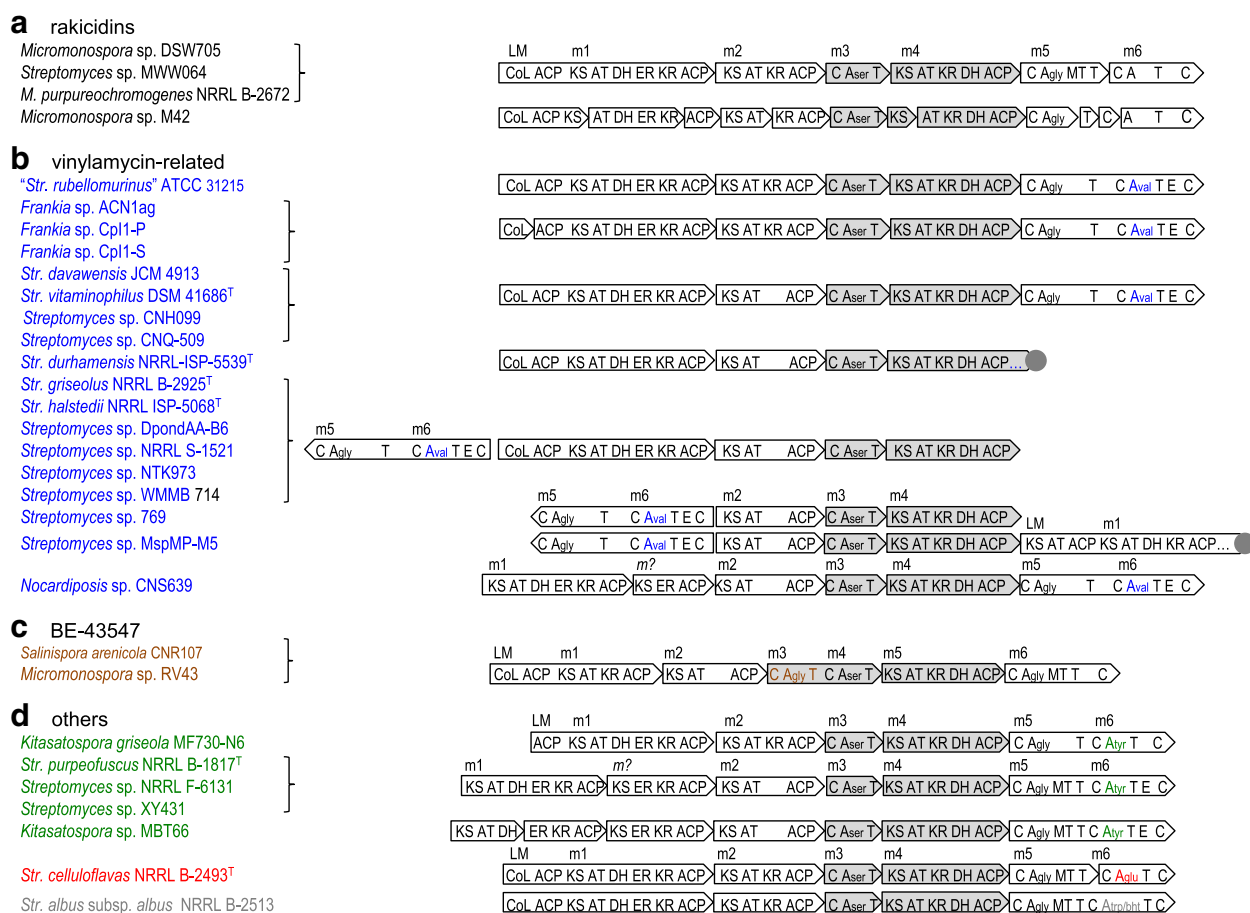 a rakicidins
Micromonospora sp. DSW705
LM m1 m2 m3 m4 m5 m6
Streptomyces sp. MWW064
CoL ACP KS AT DH ER KR ACP KS AT KR ACP C Aser T KS AT KR DH ACP C Agly MT T C A T C
M. purpureochromogenes NRRL B-2672
Micromonospora sp. M42
CoL ACP KS AT DH ER KR ACP KS AT KR ACP C Aser T KS AT KR DH ACP C Agly T C A T C
b vinylamycin-related
“Str. rubellomurinus” ATCC 31215
CoL ACP KS AT DH ER KR ACP KS AT KR ACP C Aser T KS AT KR DH ACP C Agly T C Aval T E C
Frankia sp. ACN1ag
Frankia sp. CpI1-P
CoL ACP KS AT DH ER KR ACP KS AT KR ACP C Aser T KS AT KR DH ACP C Agly T C Aval T E C
Frankia sp. CpI1-S
Str. davawensis JCM 4913
Str. vitaminophilus DSM 41686T
CoL ACP KS AT DH ER KR ACP KS AT ACP C Aser T KS AT KR DH ACP C Agly T C Aval T E C
Streptomyces sp. CNH099
Streptomyces sp. CNQ-509
Str. durhamensis NRRL-ISP-5539T
CoL ACP KS AT DH ER KR ACP KS AT ACP C Aser T KS AT KR DH ACP...
Str. griseolus NRRL B-2925T
Str. halstedii NRRL ISP-5068T
Streptomyces sp. DpondAA-B6
m5 m6
Streptomyces sp. NRRL S-1521
C Agly T C Aval T E C CoL ACP KS AT DH ER KR ACP KS AT ACP C Aser T KS AT KR DH ACP
Streptomyces sp. NTK973
Streptomyces sp. WMMB 714
m5 m6 m2 m3 m4
Streptomyces sp. 769
C Agly T C Aval T E C KS AT ACP C Aser T KS AT KR DH ACP
LM m1
Streptomyces sp. MspMP-M5
C Agly T C Aval T E C KS AT ACP C Aser T KS AT KR DH ACP KS AT ACP KS AT DH KR ACP...
m1 m? m2 m3 m4 m5 m6
Nocardiposis sp. CNS639
KS AT DH ER KR ACP KS ER ACP KS AT ACP C Aser T KS AT KR DH ACP C Agly T C Aval T E C
c BE-43547
Salinispora arenicola CNR107
LM m1 m2 m3 m4 m5 m6
Micromonospora sp. RV43
CoL ACP KS AT KR ACP KS AT ACP C Agly T C Aser T KS AT KR DH ACP C Agly MT T C
d others
LM m1 m2 m3 m4 m5 m6
Kitasatospora griseola MF730-N6
ACP KS AT DH ER KR ACP KS AT KR ACP C Aser T KS AT KR DH ACP C Agly T C Atyr T C
Str. purpeofuscus NRRL B-1817T
m1 m? m2 m3 m4 m5 m6
Streptomyces sp. NRRL F-6131
KS AT DH ER KR ACP KS ER KR ACP KS AT ACP C Aser T KS AT KR DH ACP C Agly MT T C Atyr T E C
Streptomyces sp. XY431
Kitasatospora sp. MBT66
KS AT DH ER KR ACP KS ER KR ACP KS AT ACP C Aser T KS AT KR DH ACP C Agly MT T C Atyr T E C
LM m1 m2 m3 m4 m5 m6
Str. celluloflavas NRRL B-2493T
CoL ACP KS AT DH ER KR ACP KS AT KR ACP C Aser T KS AT KR DH ACP C Agly MT T C Aglu T C
Str. albus subsp. albus NRRL B-2513
CoL ACP KS AT DH ER KR ACP KS AT KR ACP C Aser T KS AT KR DH ACP C Agly MT T C Atrp/bht T C